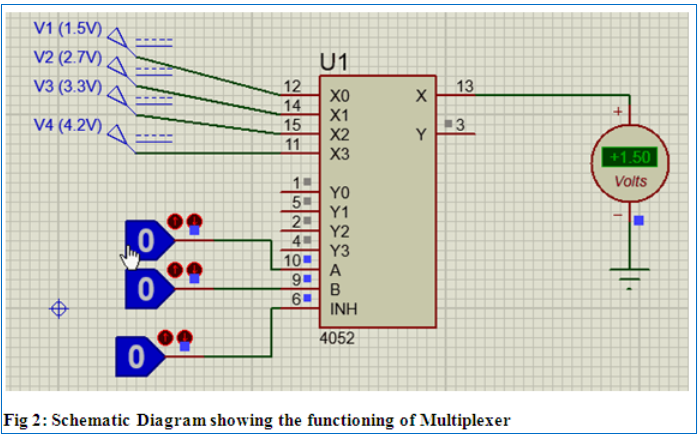 V1 (1.5V)
V2 (2.7V)
V3 (3.3V)
V4 (4.2V)
U1
12 X0 X 13
14 X1
15 X2 Y 3
11 X3
1 Y0
5 Y1
2 Y2
4 Y3
10 A
9 B
6 INH
4052
+
+1.50
Volts
−
0
0
0
Fig 2: Schematic Diagram showing the functioning of Multiplexer